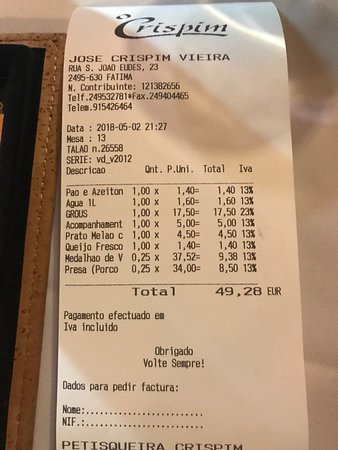 O Crispim
JOSE CRISPIM VIEIRA
RUA S. JOAO EUDES, 23
2495-630 FATIMA
N. Contribuinte: 121382656
Telf.249532781*Fax.249404465
Telem.915426464
Data : 2018-05-02 21:27
Mesa : 13
TALAO n.26558
SERIE: vd_v2012
Descricao Qnt. P.Uni. Total Iva
Pao e Azeiton 1,00 x 1,40= 1,40 13%
Agua 1L 1,00 x 1,60= 1,60 13%
GROUS 1,00 x 17,50= 17,50 23%
Acompanhament 1,00 x 5,00= 5,00 13%
Prato Melao c 1,00 x 4,50= 4,50 13%
Queijo Fresco 1,00 x 1,40= 1,40 13%
Medalhao de V 0,25 x 37,52= 9,38 13%
Presa (Porco 0,25 x 34,00= 8,50 13%
Total 49,28 EUR
Pagamento efectuado em
Iva incluido
Obrigado
Volte Sempre!
Dados para pedir factura:
Nome:.......................
NIF.:.......................
PETISQUEIRA CRISPIM